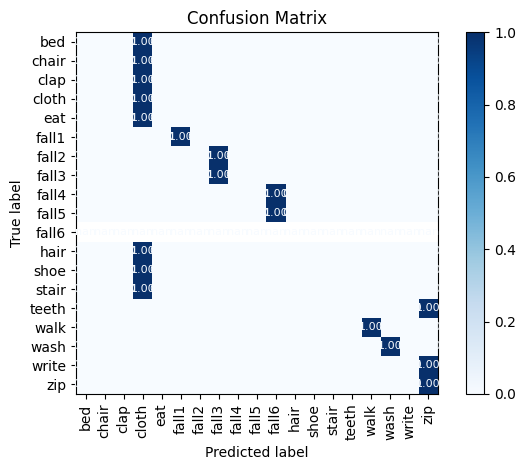 Confusion Matrix
bed 1.00
chair 1.00
clap 1.00
cloth 1.00
eat 1.00
fall1 1.00
fall2 1.00
fall3 1.00
fall4 1.00
fall5 1.00
fall6
hair 1.00
shoe 1.00
stair 1.00
teeth 1.00
walk 1.00
wash 1.00
write 1.00
zip 1.00
True label
bed chair clap cloth eat fall1 fall2 fall3 fall4 fall5 fall6 hair shoe stair teeth walk wash write zip
Predicted label
1.0
0.8
0.6
0.4
0.2
0.0